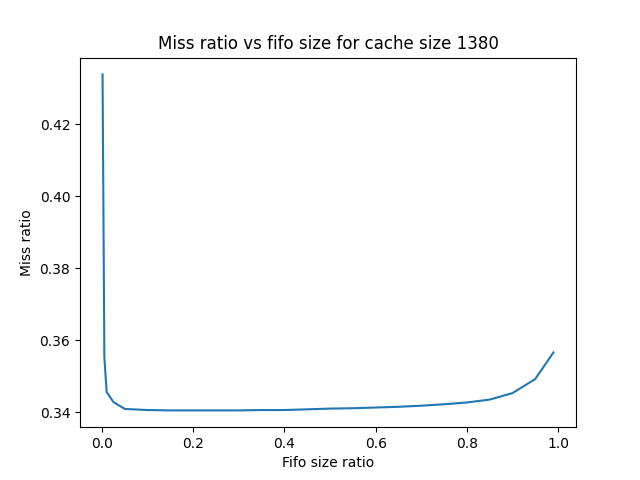 Miss ratio vs fifo size for cache size 1380
0.42
0.40
0.38
0.36
0.34
Miss ratio
0.0 0.2 0.4 0.6 0.8 1.0
Fifo size ratio